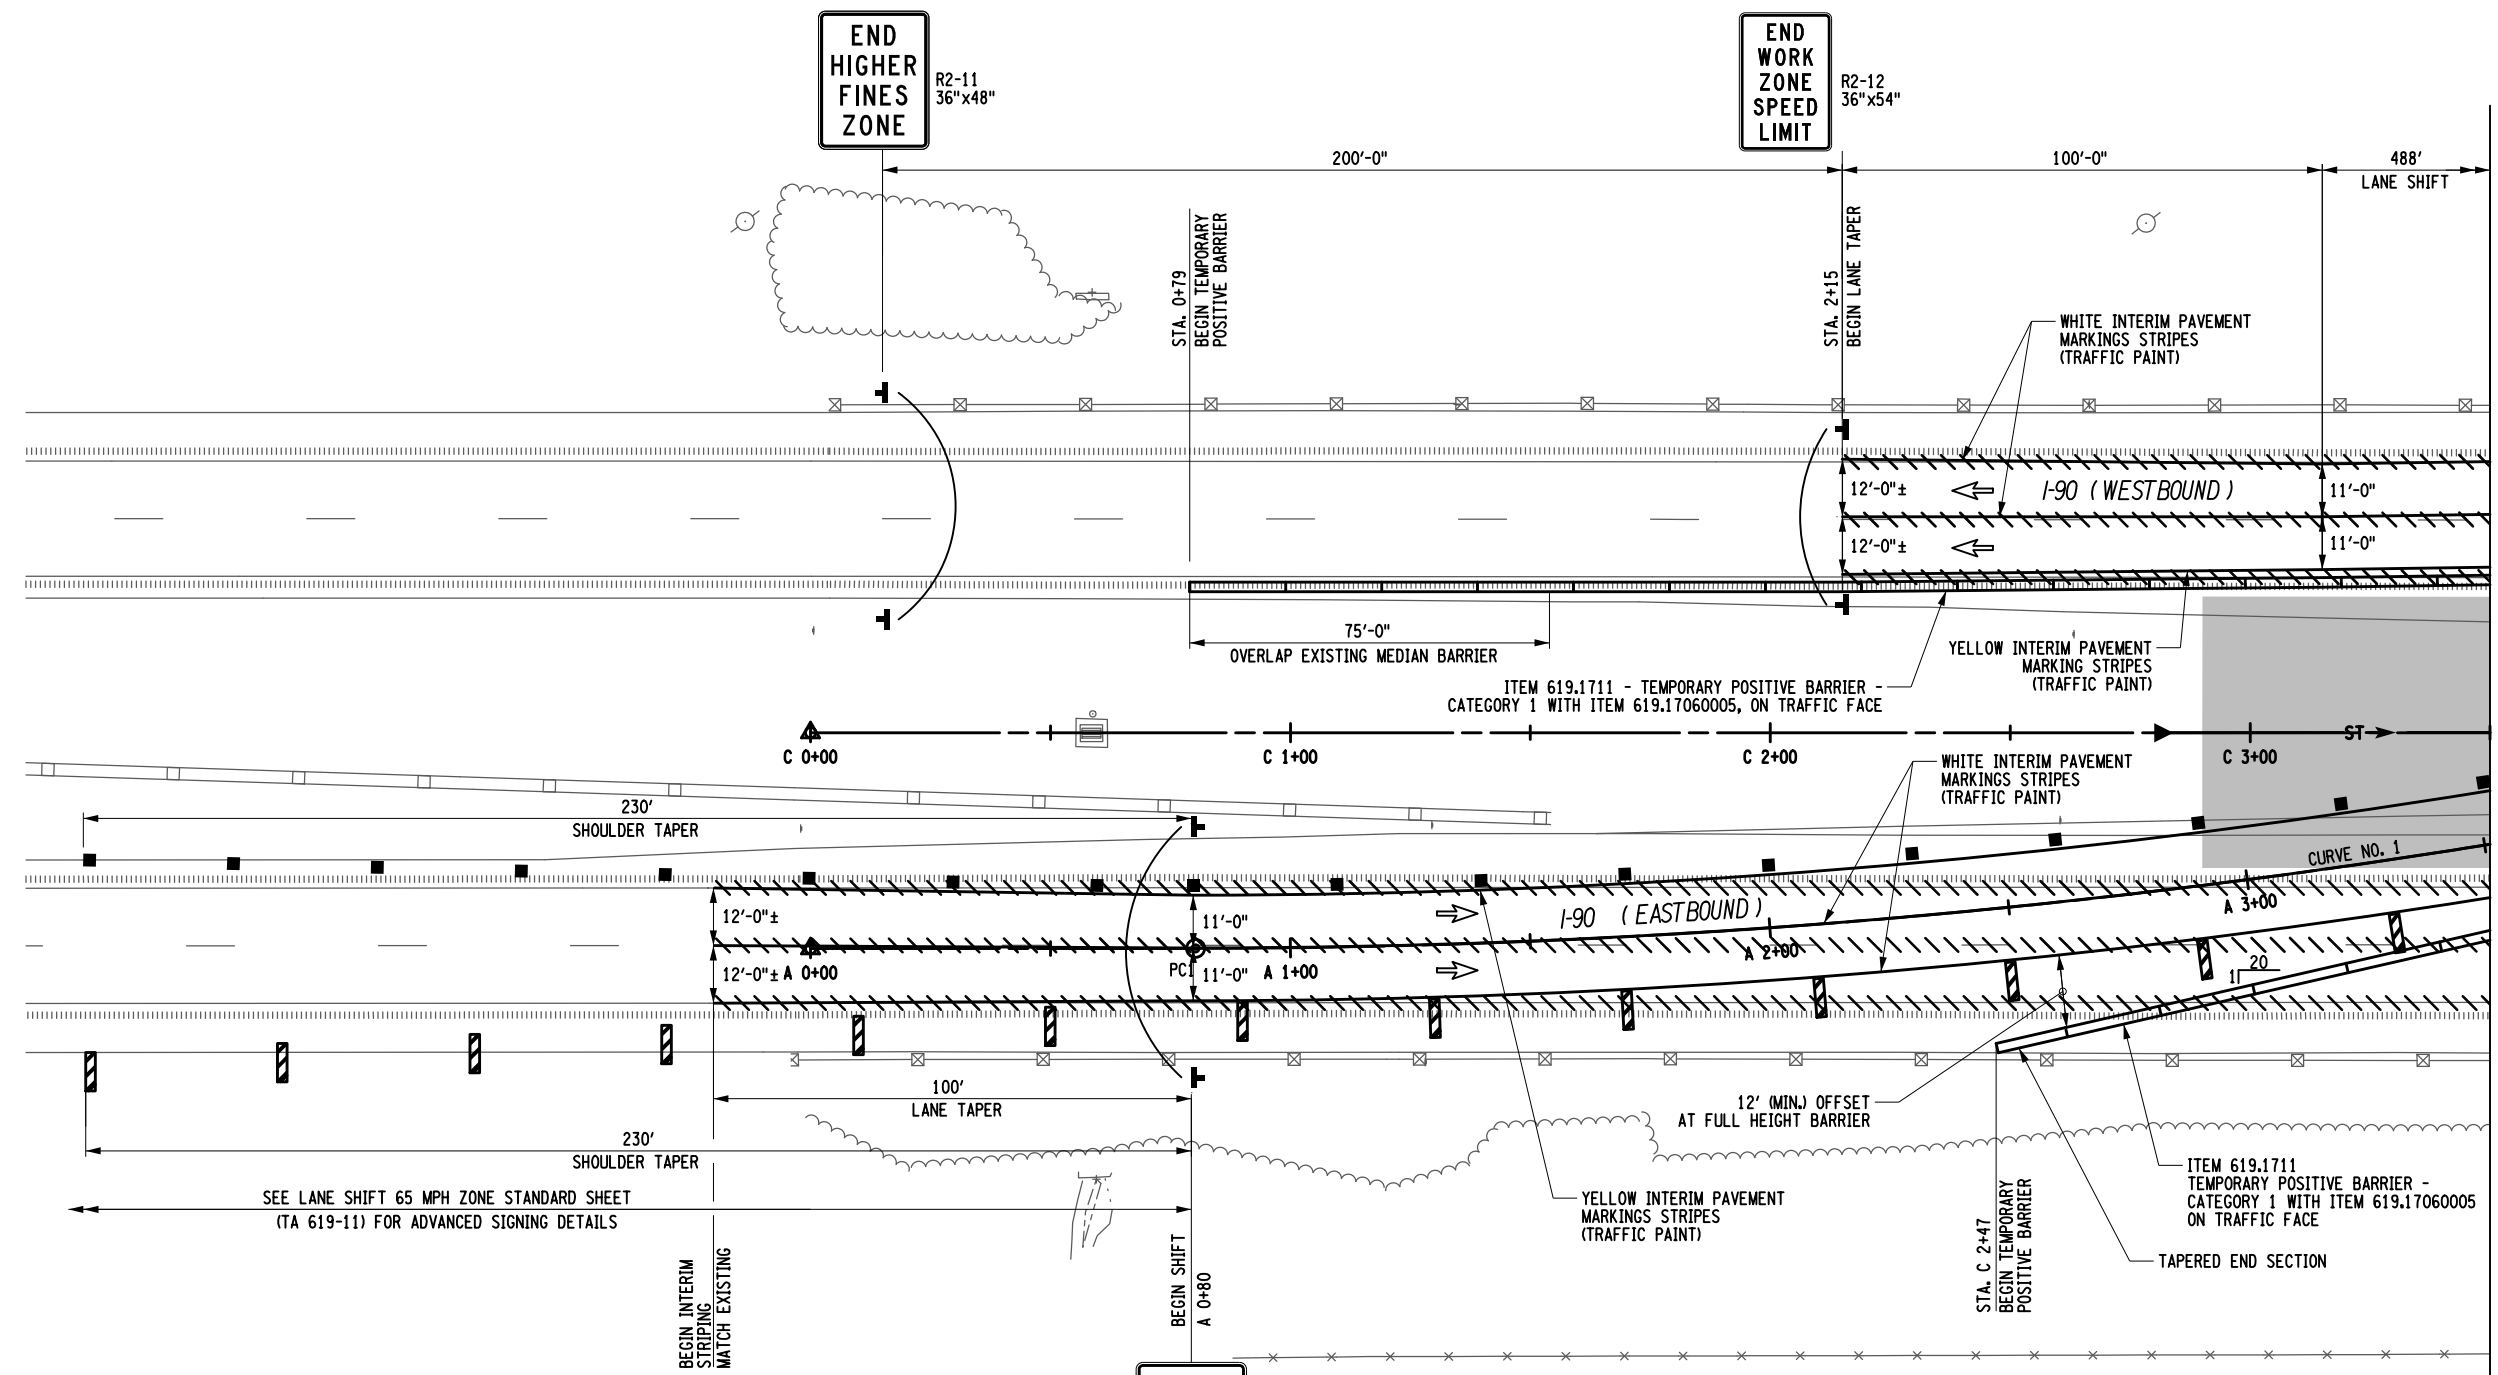 END
HIGHER
FINES
ZONE
R2-11
36"x48"
END
WORK
ZONE
SPEED
LIMIT
R2-12
36"x54"
200'-0"
100'-0"
488'
LANE SHIFT
STA. 0+79
BEGIN TEMPORARY
POSITIVE BARRIER
STA. 2+15
BEGIN LANE TAPER
WHITE INTERIM PAVEMENT
MARKINGS STRIPES
(TRAFFIC PAINT)
12'-0"±
I-90 (WESTBOUND)
11'-0"
12'-0"±
11'-0"
75'-0"
OVERLAP EXISTING MEDIAN BARRIER
YELLOW INTERIM PAVEMENT
MARKING STRIPES
(TRAFFIC PAINT)
ITEM 619.1711 - TEMPORARY POSITIVE BARRIER -
CATEGORY 1 WITH ITEM 619.17060005, ON TRAFFIC FACE
C 0+00
C 1+00
C 2+00
C 3+00
ST
WHITE INTERIM PAVEMENT
MARKINGS STRIPES
(TRAFFIC PAINT)
230'
SHOULDER TAPER
CURVE NO. 1
12'-0"±
11'-0"
I-90 (EASTBOUND)
A 3+00
12'-0"±
A 0+00
PC1
11'-0"
A 1+00
A 2+00
20
1
100'
LANE TAPER
12' (MIN.) OFFSET
AT FULL HEIGHT BARRIER
230'
SHOULDER TAPER
SEE LANE SHIFT 65 MPH ZONE STANDARD SHEET
(TA 619-11) FOR ADVANCED SIGNING DETAILS
YELLOW INTERIM PAVEMENT
MARKINGS STRIPES
(TRAFFIC PAINT)
ITEM 619.1711
TEMPORARY POSITIVE BARRIER -
CATEGORY 1 WITH ITEM 619.17060005
ON TRAFFIC FACE
TAPERED END SECTION
BEGIN INTERIM
STRIPING
MATCH EXISTING
BEGIN SHIFT
A 0+80
STA. C 2+47
BEGIN TEMPORARY
POSITIVE BARRIER